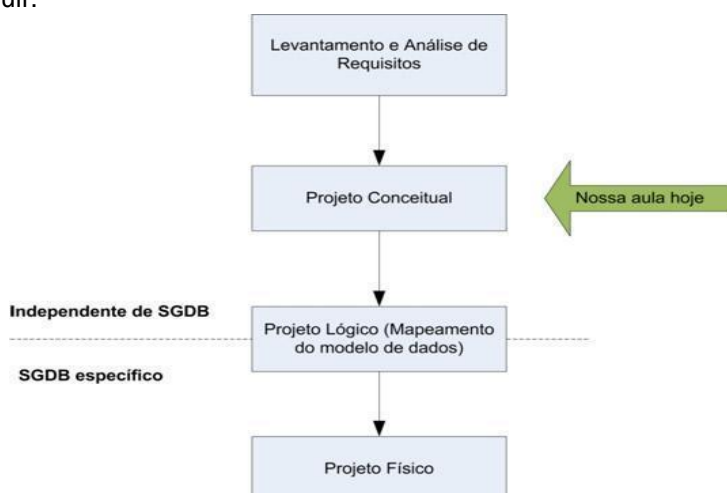 dir:
Levantamento e Análise de
Requisitos
Projeto Conceitual
Nossa aula hoje
Independente de SGDB
Projeto Lógico (Mapeamento
do modelo de dados)
SGDB específico
Projeto Físico